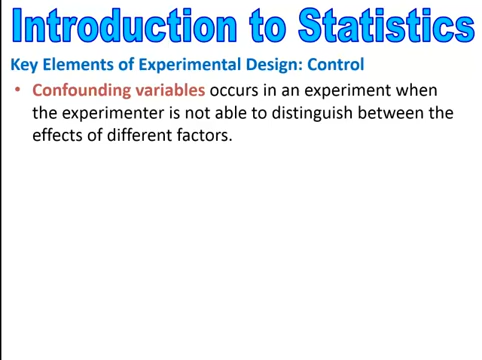 Introduction to Statistics
Key Elements of Experimental Design: Control
• Confounding variables occurs in an experiment when
the experimenter is not able to distinguish between the
effects of different factors.